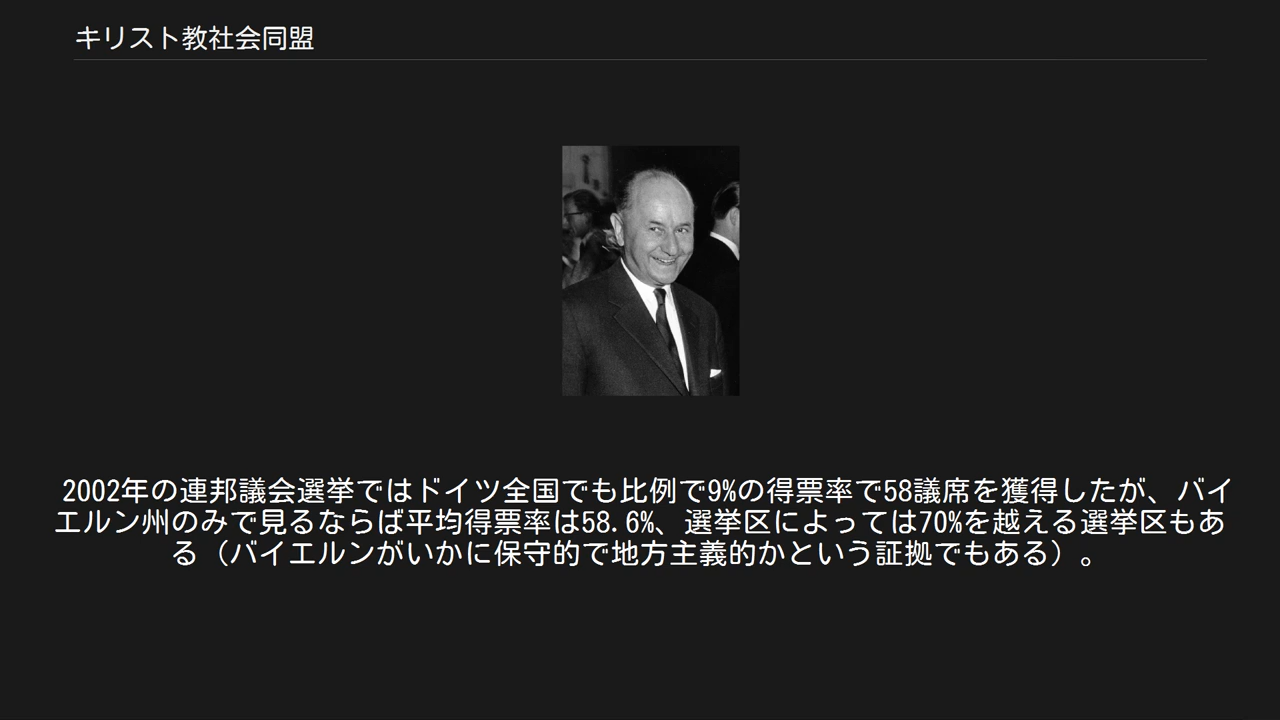 キリスト教社会同盟
2002年の連邦議会選挙ではドイツ全国でも比例で9%の得票率で58議席を獲得したが、バイ
エルン州のみで見るならば平均得票率は58.6%、選挙区によっては70%を越える選挙区もあ
る（バイエルンがいかに保守的で地方主義的かという証拠でもある）。